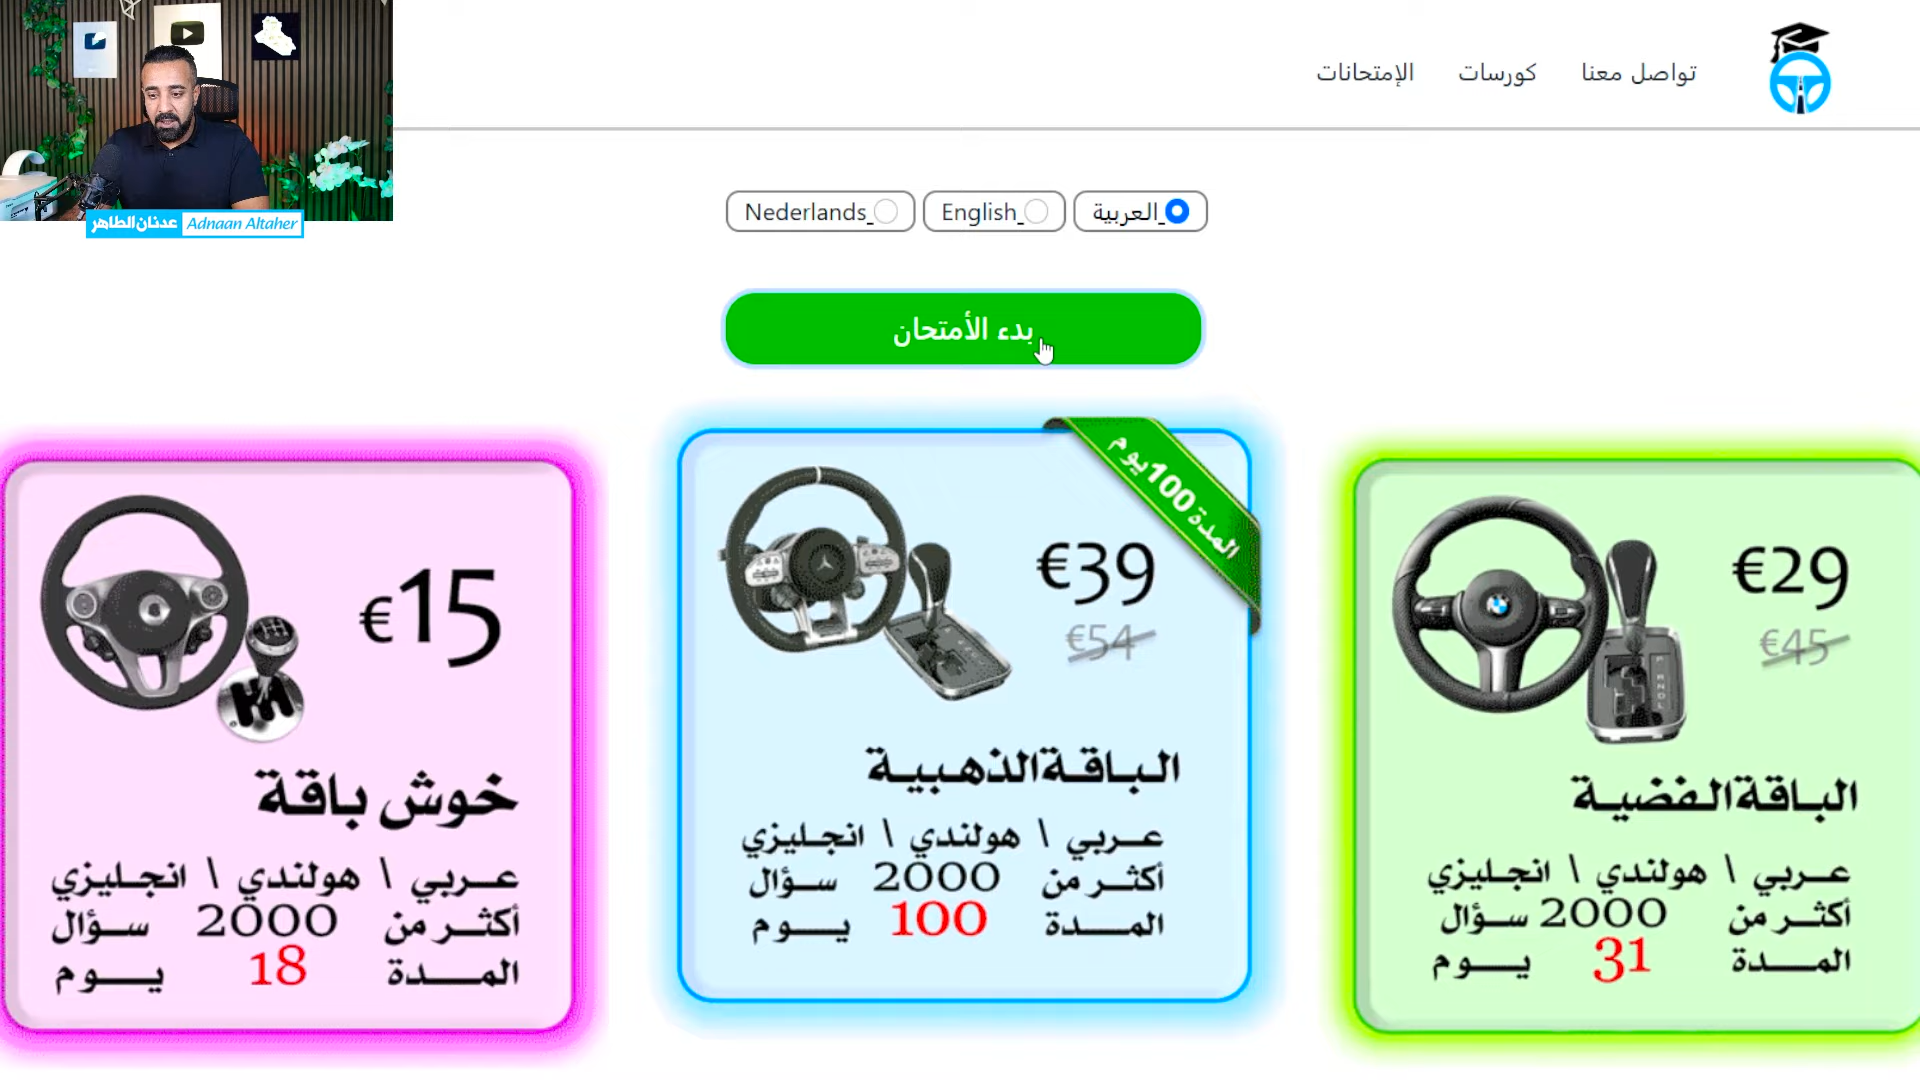 تواصل معنا
كورسات
الإمتحانات
عدنان الطاهر Adnaan Altaher
العربية_
English_
Nederlands_
بدء الأمتحان
€15
خوش باقة
عربي \ هولندي \ انجليزي
أكثر من 2000 سؤال
المدة 18 يوم
المدة 100 يوم
€39
€54
الباقة الذهبية
عربي \ هولندي \ انجليزي
أكثر من 2000 سؤال
المدة 100 يوم
€29
€45
الباقة الفضية
عربي \ هولندي \ انجليزي
أكثر من 2000 سؤال
المدة 31 يوم